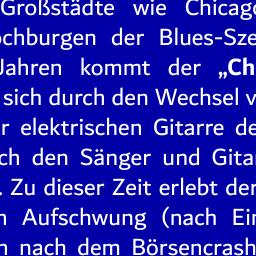 Großstädte wie Chicago
ochburgen der Blues-Sze
Jahren kommt der „Ch
sich durch den Wechsel v
r elektrischen Gitarre de
ch den Sänger und Gita
. Zu dieser Zeit erlebt der
n Aufschwung (nach Ein
n nach dem Börsencrash